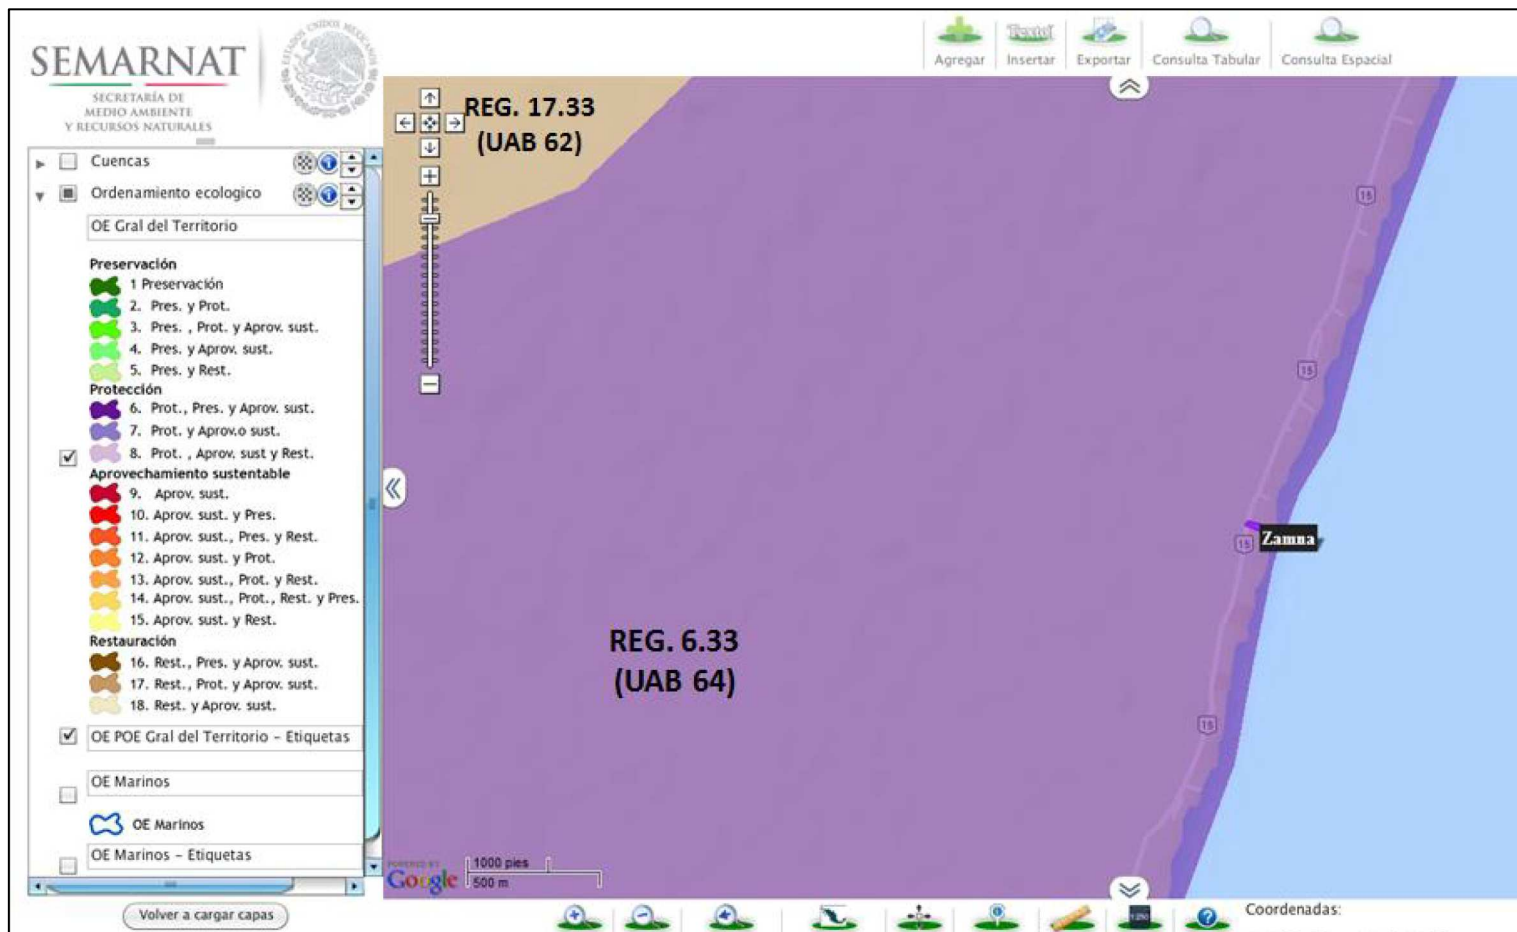 SEMARNAT
SECRETARÍA DE
MEDIO AMBIENTE
Y RECURSOS NATURALES
ESTADOS UNIDOS MEXICANOS
Agregar
Texto
Insertar
Exportar
Consulta Tabular
Consulta Espacial
Cuencas
Ordenamiento ecologico
OE Gral del Territorio
Preservación
1 Preservación
2. Pres. y Prot.
3. Pres. , Prot. y Aprov. sust.
4. Pres. y Aprov. sust.
5. Pres. y Rest.
Protección
6. Prot., Pres. y Aprov. sust.
7. Prot. y Aprov.o sust.
8. Prot. , Aprov. sust y Rest.
Aprovechamiento sustentable
9. Aprov. sust.
10. Aprov. sust. y Pres.
11. Aprov. sust., Pres. y Rest.
12. Aprov. sust. y Prot.
13. Aprov. sust., Prot. y Rest.
14. Aprov. sust., Prot., Rest. y Pres.
15. Aprov. sust. y Rest.
Restauración
16. Rest., Pres. y Aprov. sust.
17. Rest., Prot. y Aprov. sust.
18. Rest. y Aprov. sust.
OE POE Gral del Territorio - Etiquetas
OE Marinos
OE Marinos
OE Marinos - Etiquetas
Volver a cargar capas
REG. 17.33
(UAB 62)
15
15
15
Zamna
REG. 6.33
(UAB 64)
15
POWERED BY
Google
1000 pies
500 m
Coordenadas: